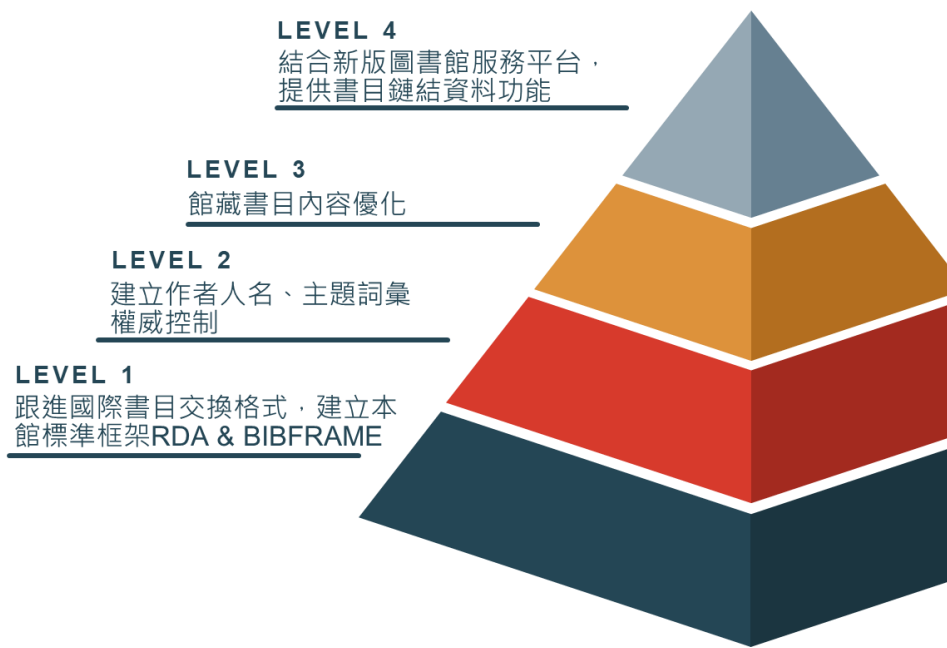 LEVEL 4
結合新版圖書館服務平台，
提供書目鏈結資料功能
LEVEL 3
館藏書目內容優化
LEVEL 2
建立作者人名、主題詞彙
權威控制
LEVEL 1
跟進國際書目交換格式，建立本
館標準框架RDA & BIBFRAME